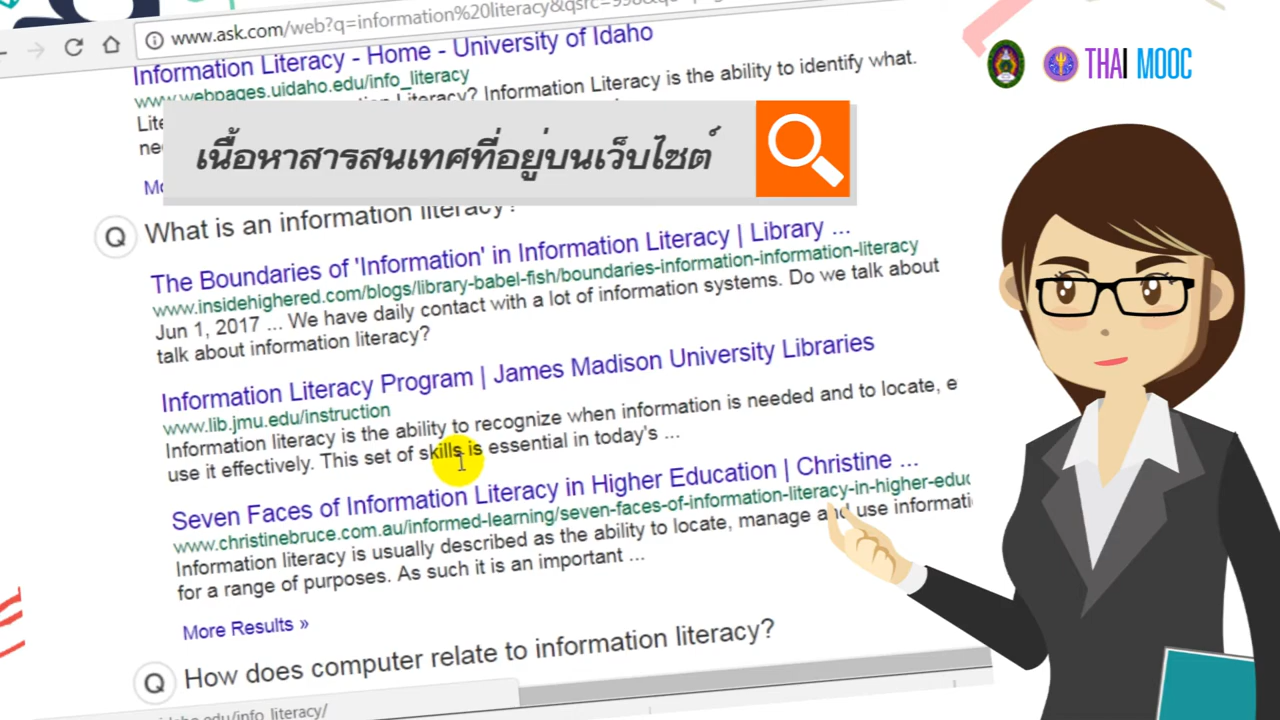 www.ask.com/web?q=information%20literacy&qsrc=998&
THAI MOOC
Information Literacy - Home - University of Idaho
www.webpages.uidaho.edu/info_literacy
Literacy? Information Literacy is the ability to identify what.
เนื้อหาสารสนเทศที่อยู่บนเว็บไซต์
Q What is an information literacy?
The Boundaries of 'Information' in Information Literacy | Library ...
www.insidehighered.com/blogs/library-babel-fish/boundaries-information-information-literacy
Jun 1, 2017 ... We have daily contact with a lot of information systems. Do we talk about
talk about information literacy?
Information Literacy Program | James Madison University Libraries
www.lib.jmu.edu/instruction
Information literacy is the ability to recognize when information is needed and to locate, e
use it effectively. This set of skills is essential in today's ...
Seven Faces of Information Literacy in Higher Education | Christine ...
www.christinebruce.com.au/informed-learning/seven-faces-of-information-literacy-in-higher-educ
Information literacy is usually described as the ability to locate, manage and use informati
for a range of purposes. As such it is an important ...
More Results »
Q How does computer relate to information literacy?
idaho.edu/info_literacy/